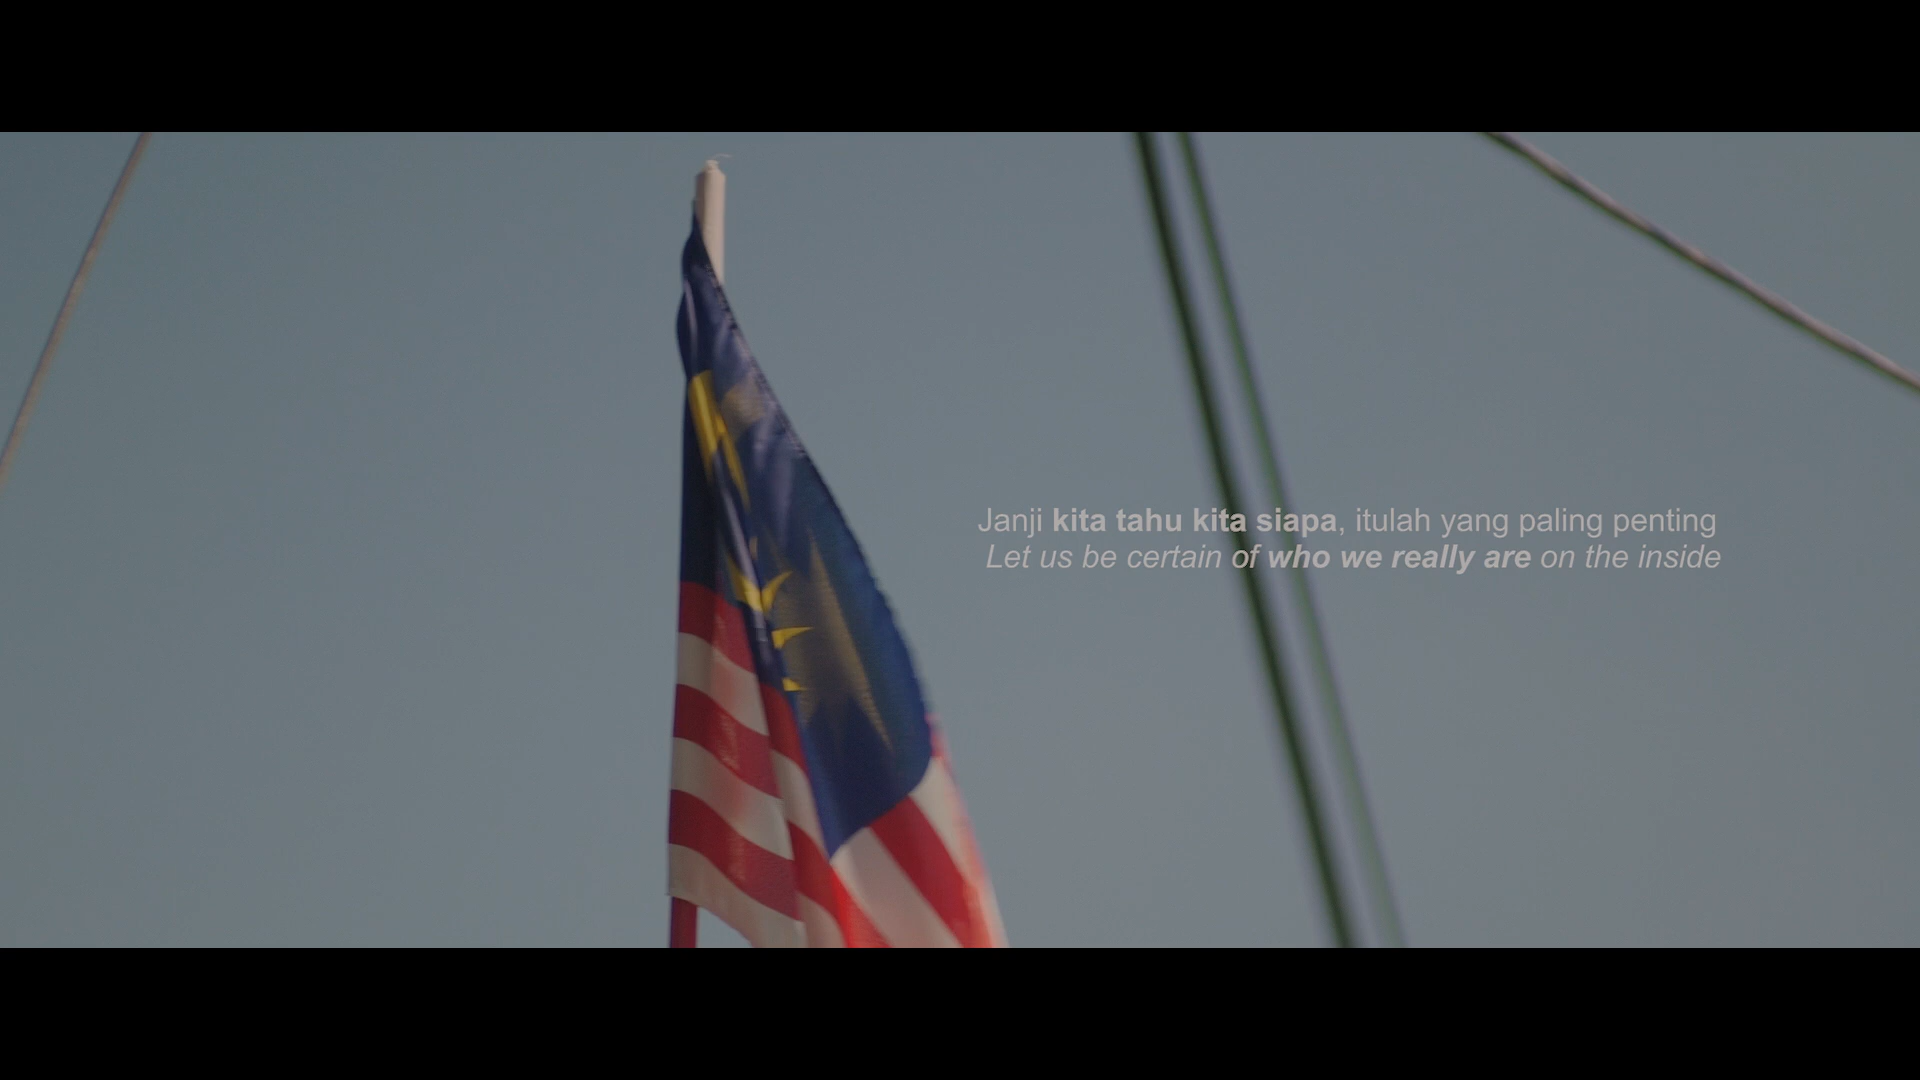 Janji kita tahu kita siapa, itulah yang paling penting
Let us be certain of who we really are on the inside